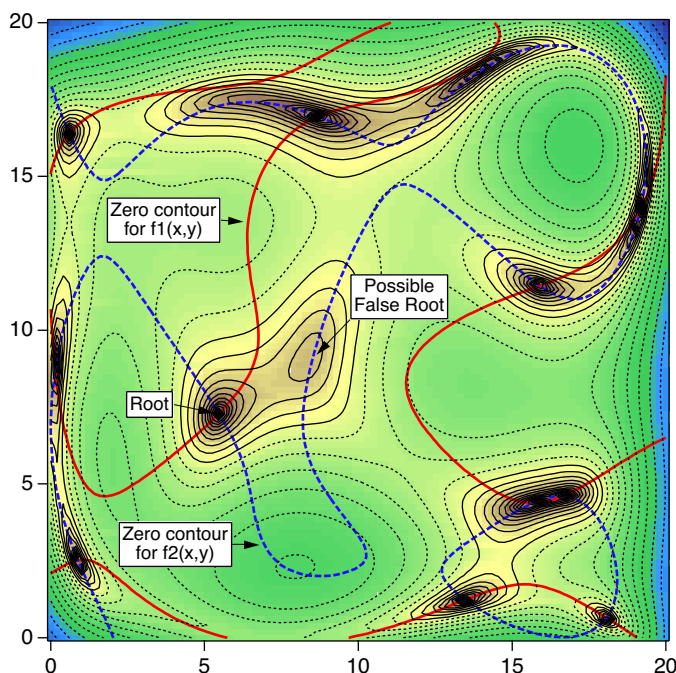 20
15
10
5
0
Zero contour
for f1(x,y)
Possible
False Root
Root
Zero contour
for f2(x,y)
0
5
10
15
20